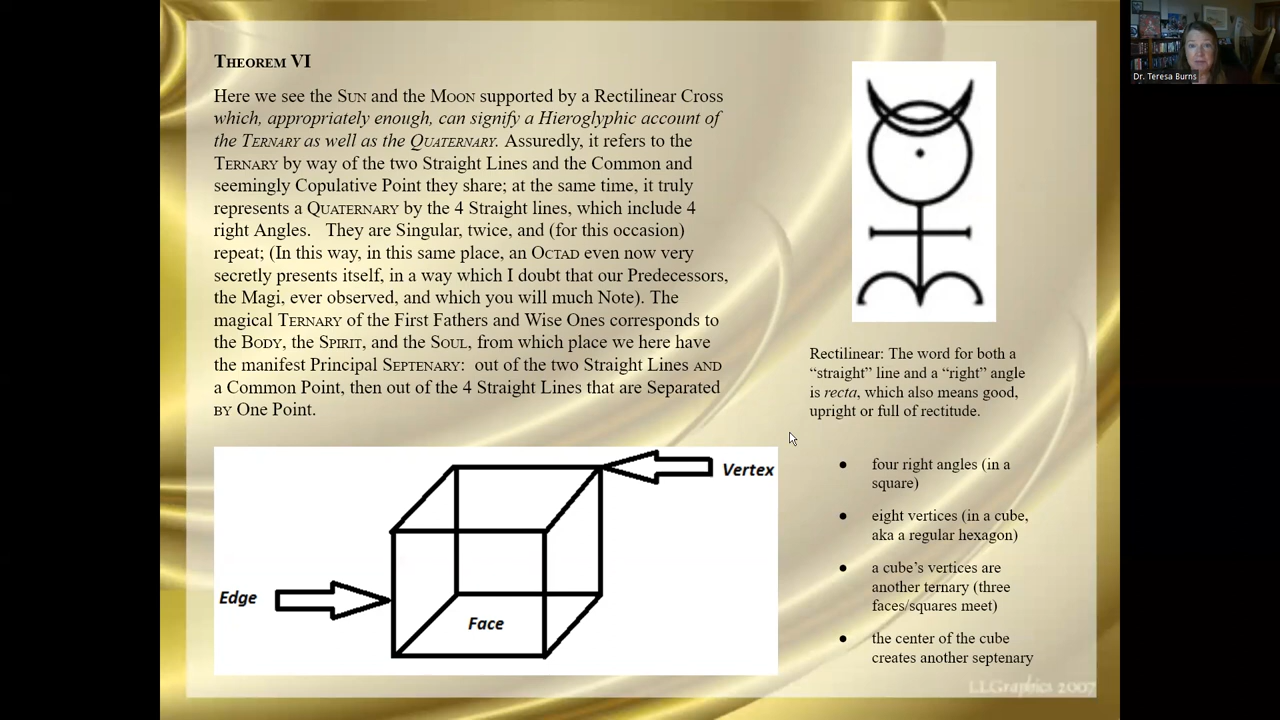 THEOREM VI
Here we see the SUN and the MOON supported by a Rectilinear Cross
which, appropriately enough, can signify a Hieroglyphic account of
the TERNARY as well as the QUATERNARY. Assuredly, it refers to the
TERNARY by way of the two Straight Lines and the Common and
seemingly Copulative Point they share; at the same time, it truly
represents a QUATERNARY by the 4 Straight lines, which include 4
right Angles.   They are Singular, twice, and (for this occasion)
repeat; (In this way, in this same place, an OCTAD even now very
secretly presents itself, in a way which I doubt that our Predecessors,
the Magi, ever observed, and which you will much Note). The
magical TERNARY of the First Fathers and Wise Ones corresponds to
the BODY, the SPIRIT, and the SOUL, from which place we here have
the manifest Principal SEPTENARY:  out of the two Straight Lines AND
a Common Point, then out of the 4 Straight Lines that are Separated
BY One Point.
Vertex
Edge
Face
Rectilinear: The word for both a
“straight” line and a “right” angle
is recta, which also means good,
upright or full of rectitude.
● four right angles (in a
square)
● eight vertices (in a cube,
aka a regular hexagon)
● a cube’s vertices are
another ternary (three
faces/squares meet)
● the center of the cube
creates another septenary
LLGraphics 2007
Dr. Teresa Burns